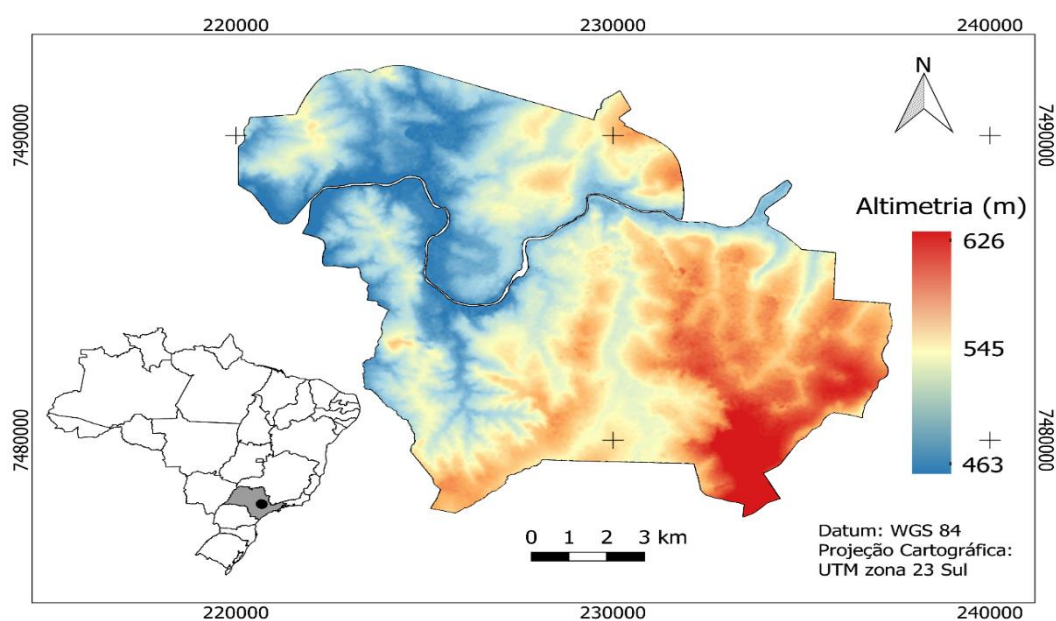 220000 230000 240000
N
7490000 7490000
Altimetria (m)
626
545
463
7480000 7480000
0 1 2 3 km
Datum: WGS 84
Projeção Cartográfica:
UTM zona 23 Sul
220000 230000 240000